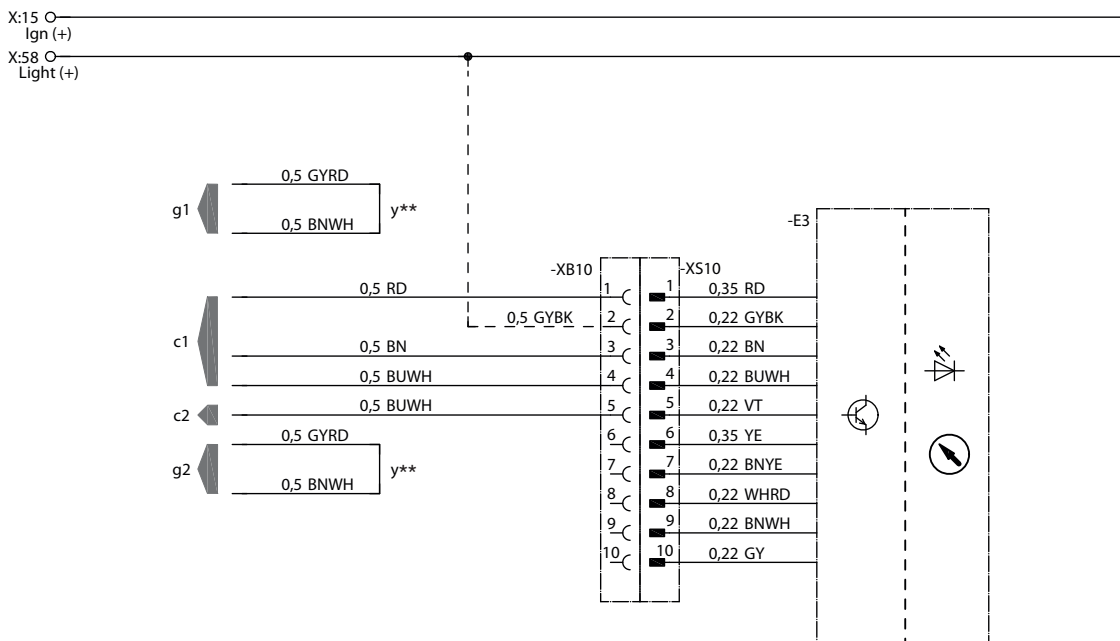 X:15
Ign (+)
X:58
Light (+)
0,5 GYRD
g1
y**
0,5 BNWH
-E3
-XB10
-XS10
0,5 RD
1
1
0,35 RD
0,5 GYBK
2
2
0,22 GYBK
c1
0,5 BN
3
3
0,22 BN
0,5 BUWH
4
4
0,22 BUWH
c2
0,5 BUWH
5
5
0,22 VT
0,5 GYRD
6
6
0,35 YE
g2
y**
7
7
0,22 BNYE
0,5 BNWH
8
8
0,22 WHRD
9
9
0,22 BNWH
10
10
0,22 GY